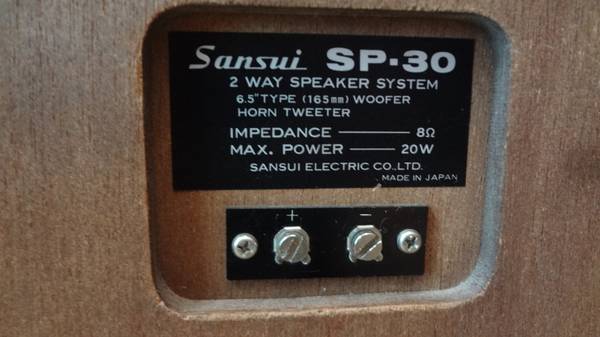 Sansui SP-30
2 WAY SPEAKER SYSTEM
6.5" TYPE (165mm) WOOFER
HORN TWEETER
IMPEDANCE 8Ω
MAX. POWER 20W
SANSUI ELECTRIC CO.,LTD.
MADE IN JAPAN
+ −